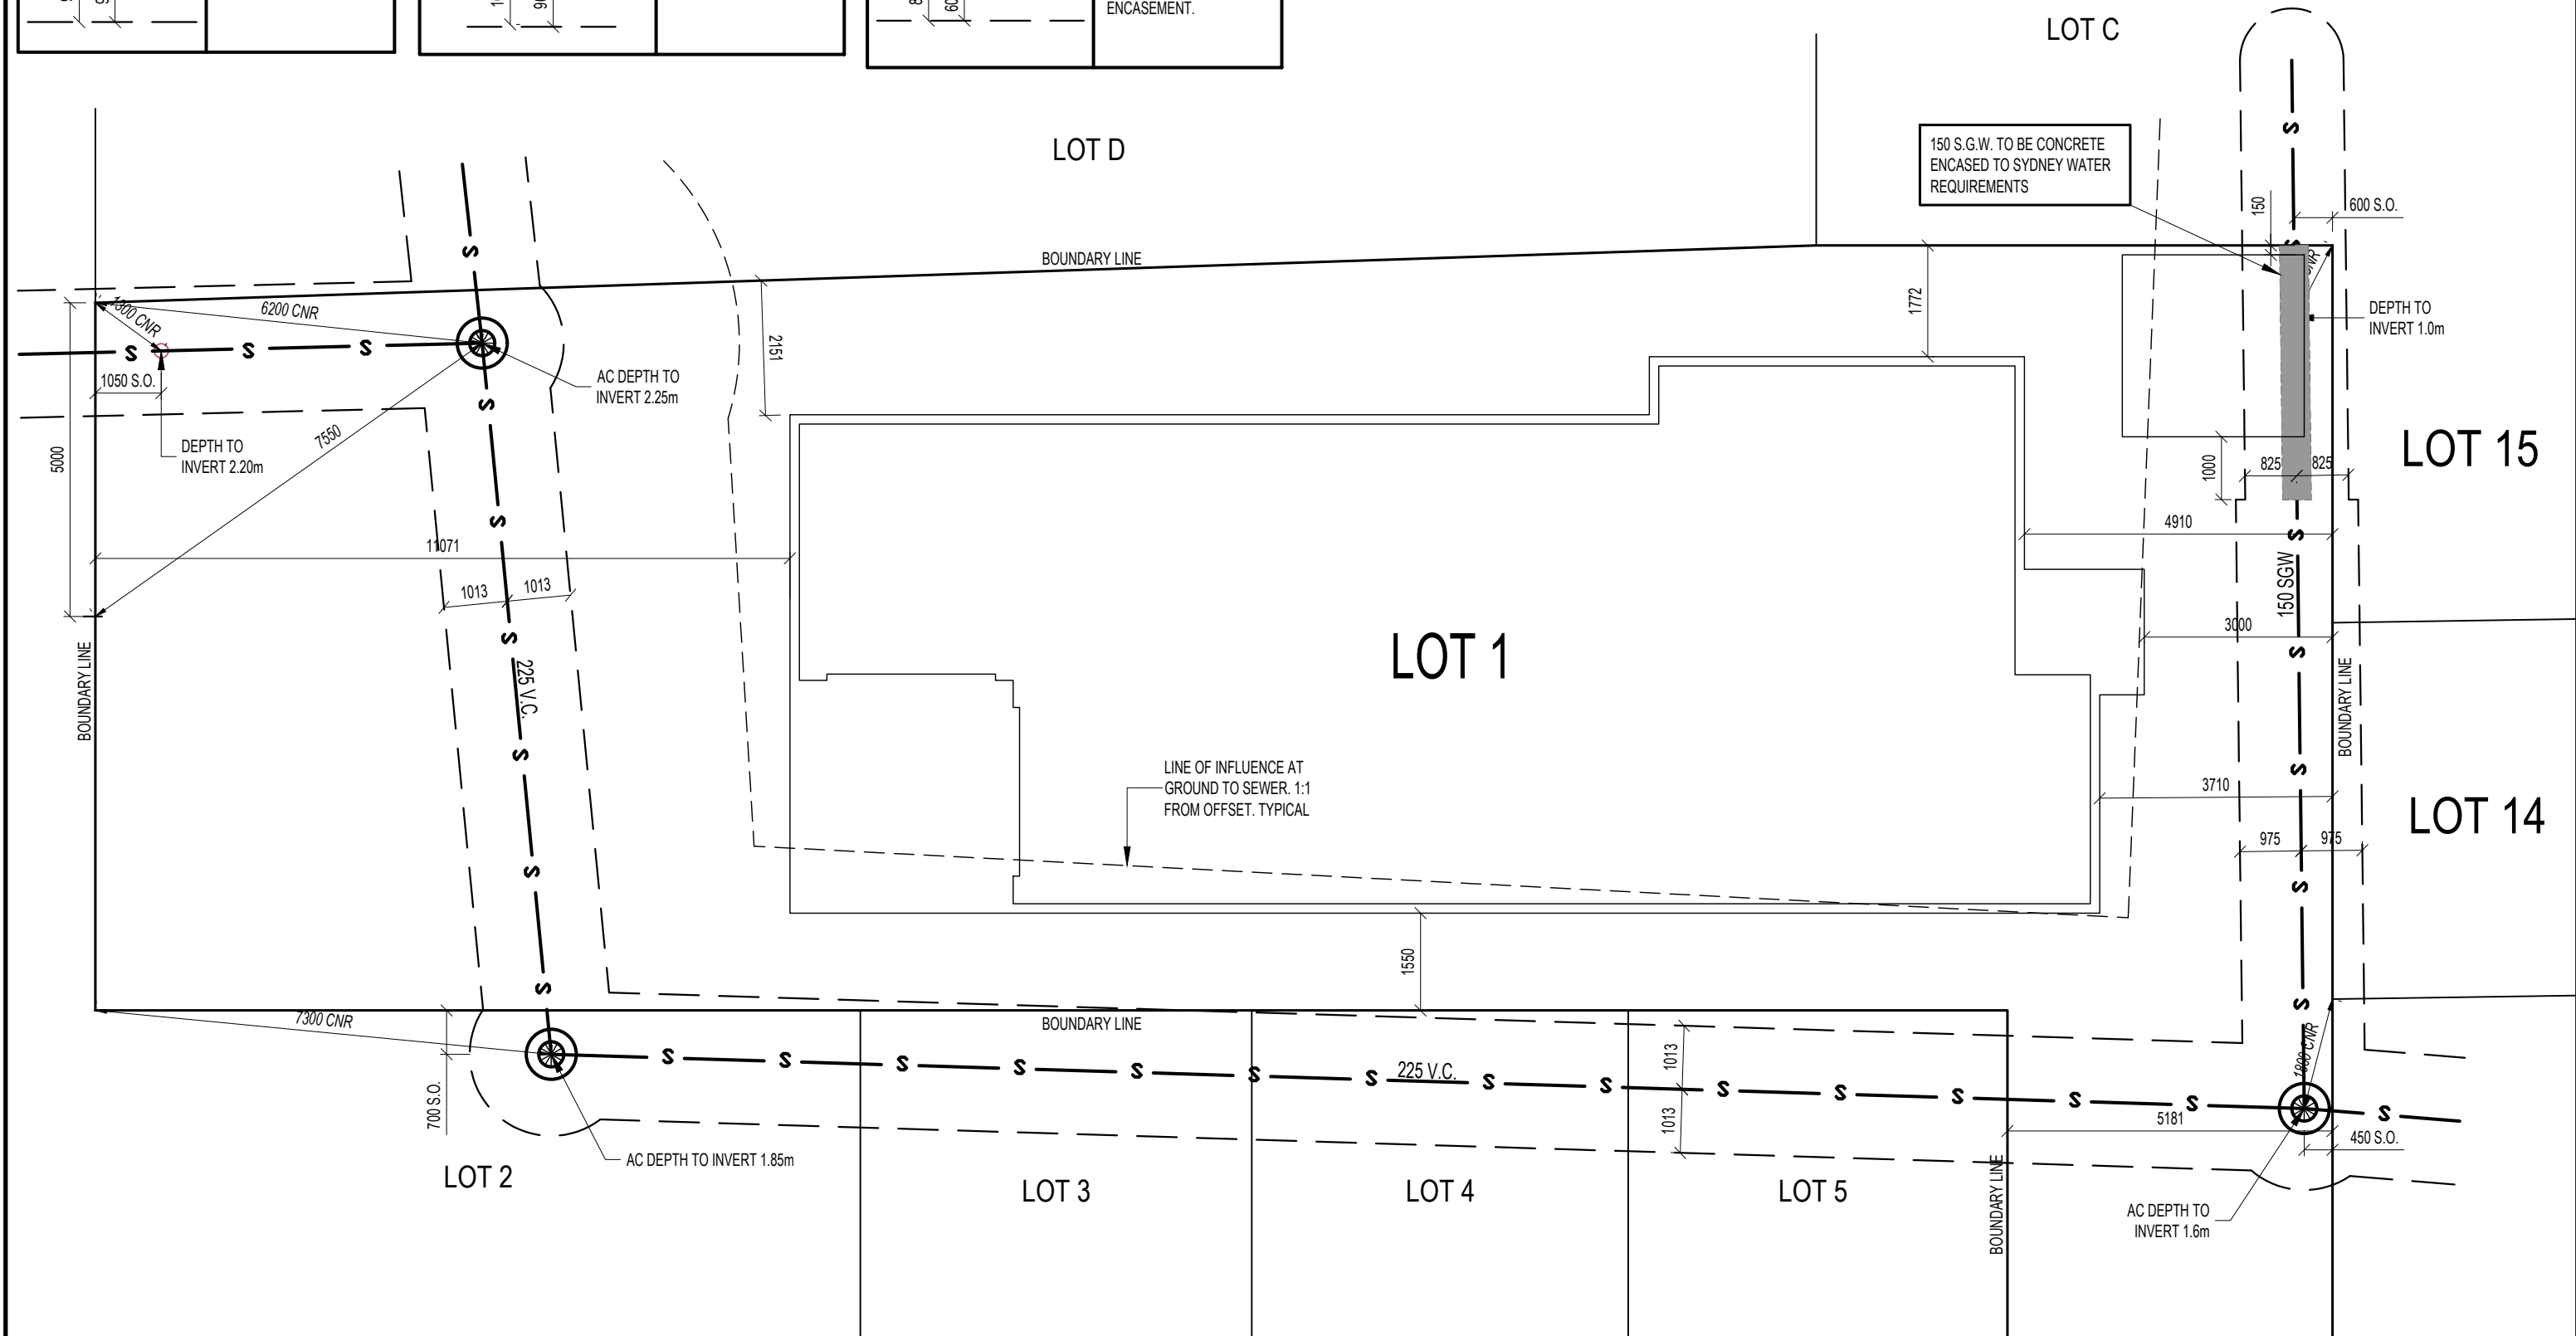 ENCASEMENT.
LOT C
LOT D
150 S.G.W. TO BE CONCRETE
ENCASED TO SYDNEY WATER
REQUIREMENTS
150
600 S.O.
BOUNDARY LINE
1300 CNR
6200 CNR
1772
DEPTH TO
INVERT 1.0m
2151
1050 S.O.
AC DEPTH TO
INVERT 2.25m
5000
7550
DEPTH TO
INVERT 2.20m
LOT 15
1000
825
825
4910
11071
1013
1013
150 SGW
3000
LOT 1
225 V.C.
BOUNDARY LINE
BOUNDARY LINE
LINE OF INFLUENCE AT
GROUND TO SEWER. 1:1
FROM OFFSET. TYPICAL
3710
LOT 14
975
975
1550
7300 CNR
BOUNDARY LINE
700 S.O.
1013
1013
225 V.C.
1800 CNR
5181
450 S.O.
AC DEPTH TO INVERT 1.85m
LOT 2
LOT 3
LOT 4
LOT 5
BOUNDARY LINE
AC DEPTH TO
INVERT 1.6m
S S S S S S S S S S S S S S S S S S S S S S S S S S S S S S S S S S